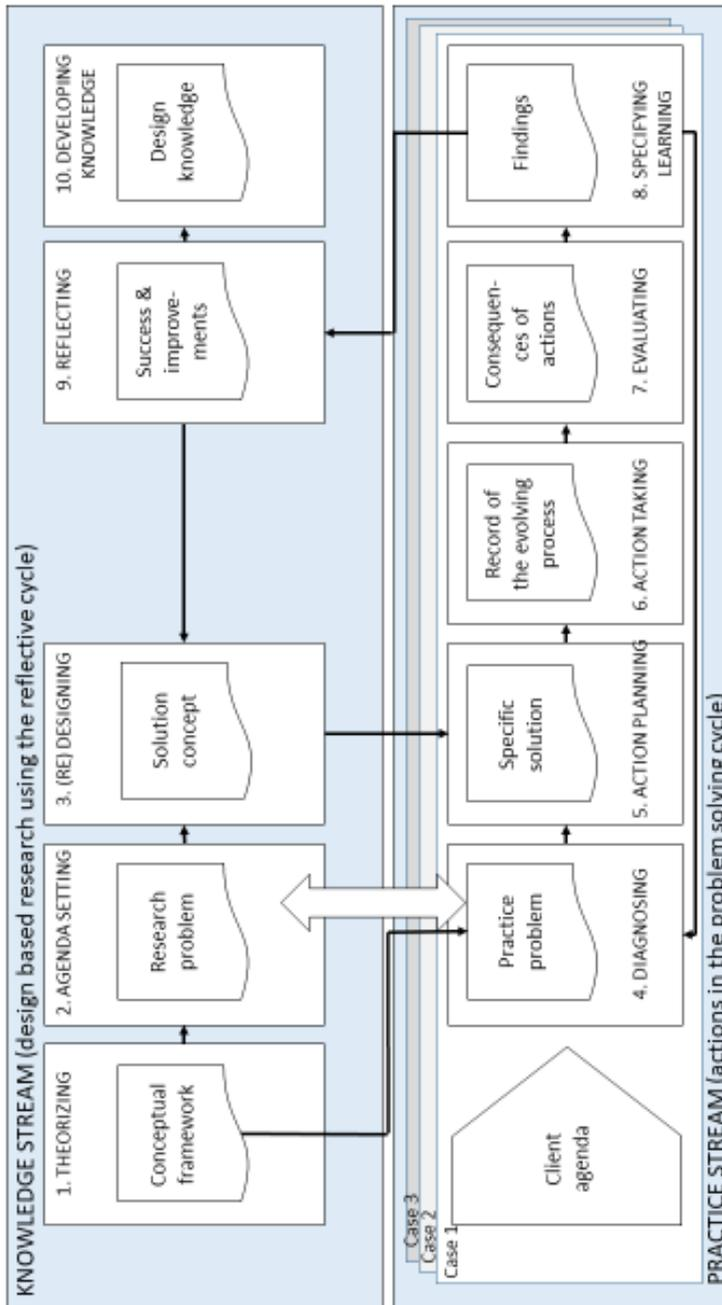 KNOWLEDGE STREAM (design based research using the reflective cycle)
1. THEORIZING
Conceptual
framework
2. AGENDA SETTING
Research
problem
3. (RE) DESIGNING
Solution
concept
9. REFLECTING
Success &
improve-
ments
10. DEVELOPING
KNOWLEDGE
Design
knowledge
Case 3
Case 2
Case 1
Client
agenda
Practice
problem
4. DIAGNOSING
Specific
solution
5. ACTION PLANNING
Record of
the evolving
process
6. ACTION TAKING
Consequen-
ces of
actions
7. EVALUATING
Findings
8. SPECIFYING
LEARNING
PRACTICE STREAM (actions in the problem solving cycle)